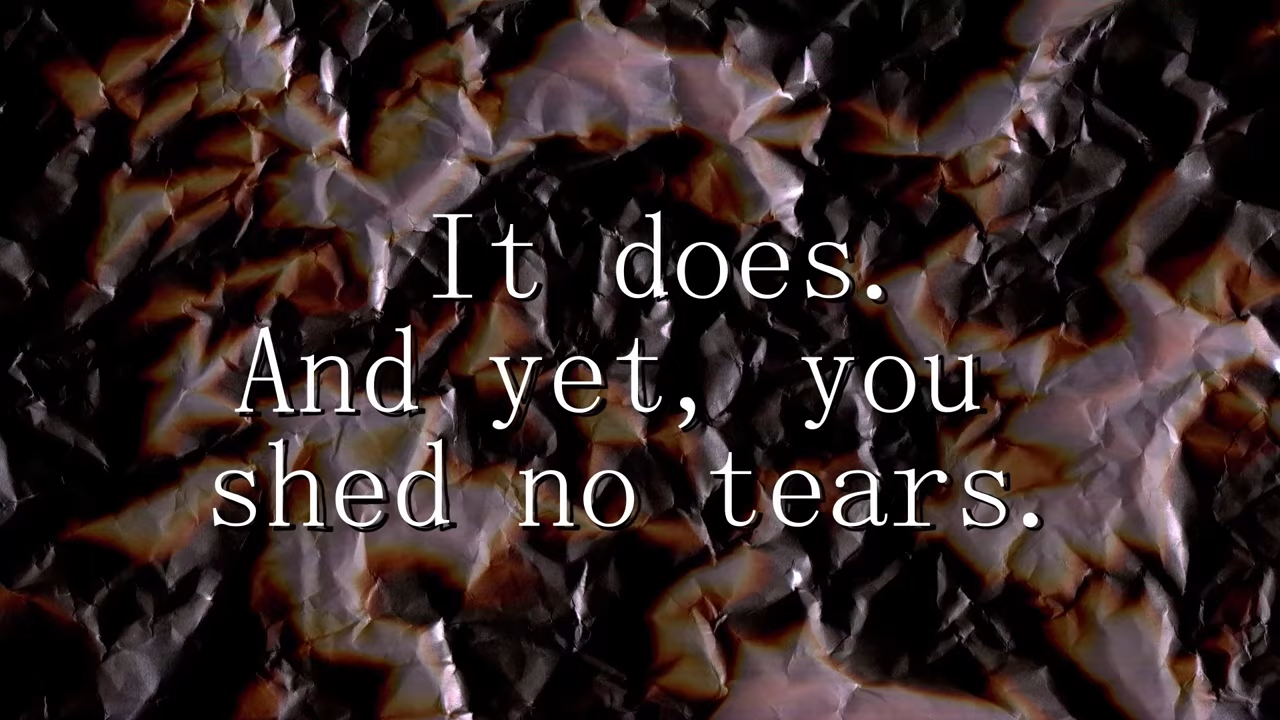 It does.
And yet, you
shed no tears.